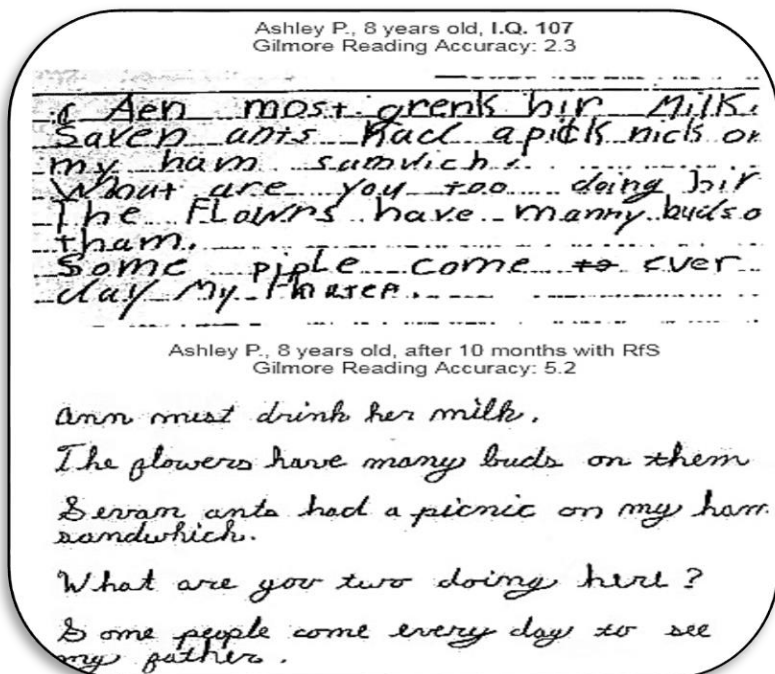 Ashley P., 8 years old, I.Q. 107
Gilmore Reading Accuracy: 2.3
Aen most grenk hir Milk.
Saven ants had apick nick on
my ham samvich.
What are you too doing hir
The Flowrs have manny buds o
tham.
Some piple come to ever
day My
Ashley P., 8 years old, after 10 months with RfS
Gilmore Reading Accuracy: 5.2
ann must drink her milk.
The flowers have many buds on them
Sevan ants had a picnic on my ham
sandwhich.
What are you two doing here?
Some people come every day to see
my father.